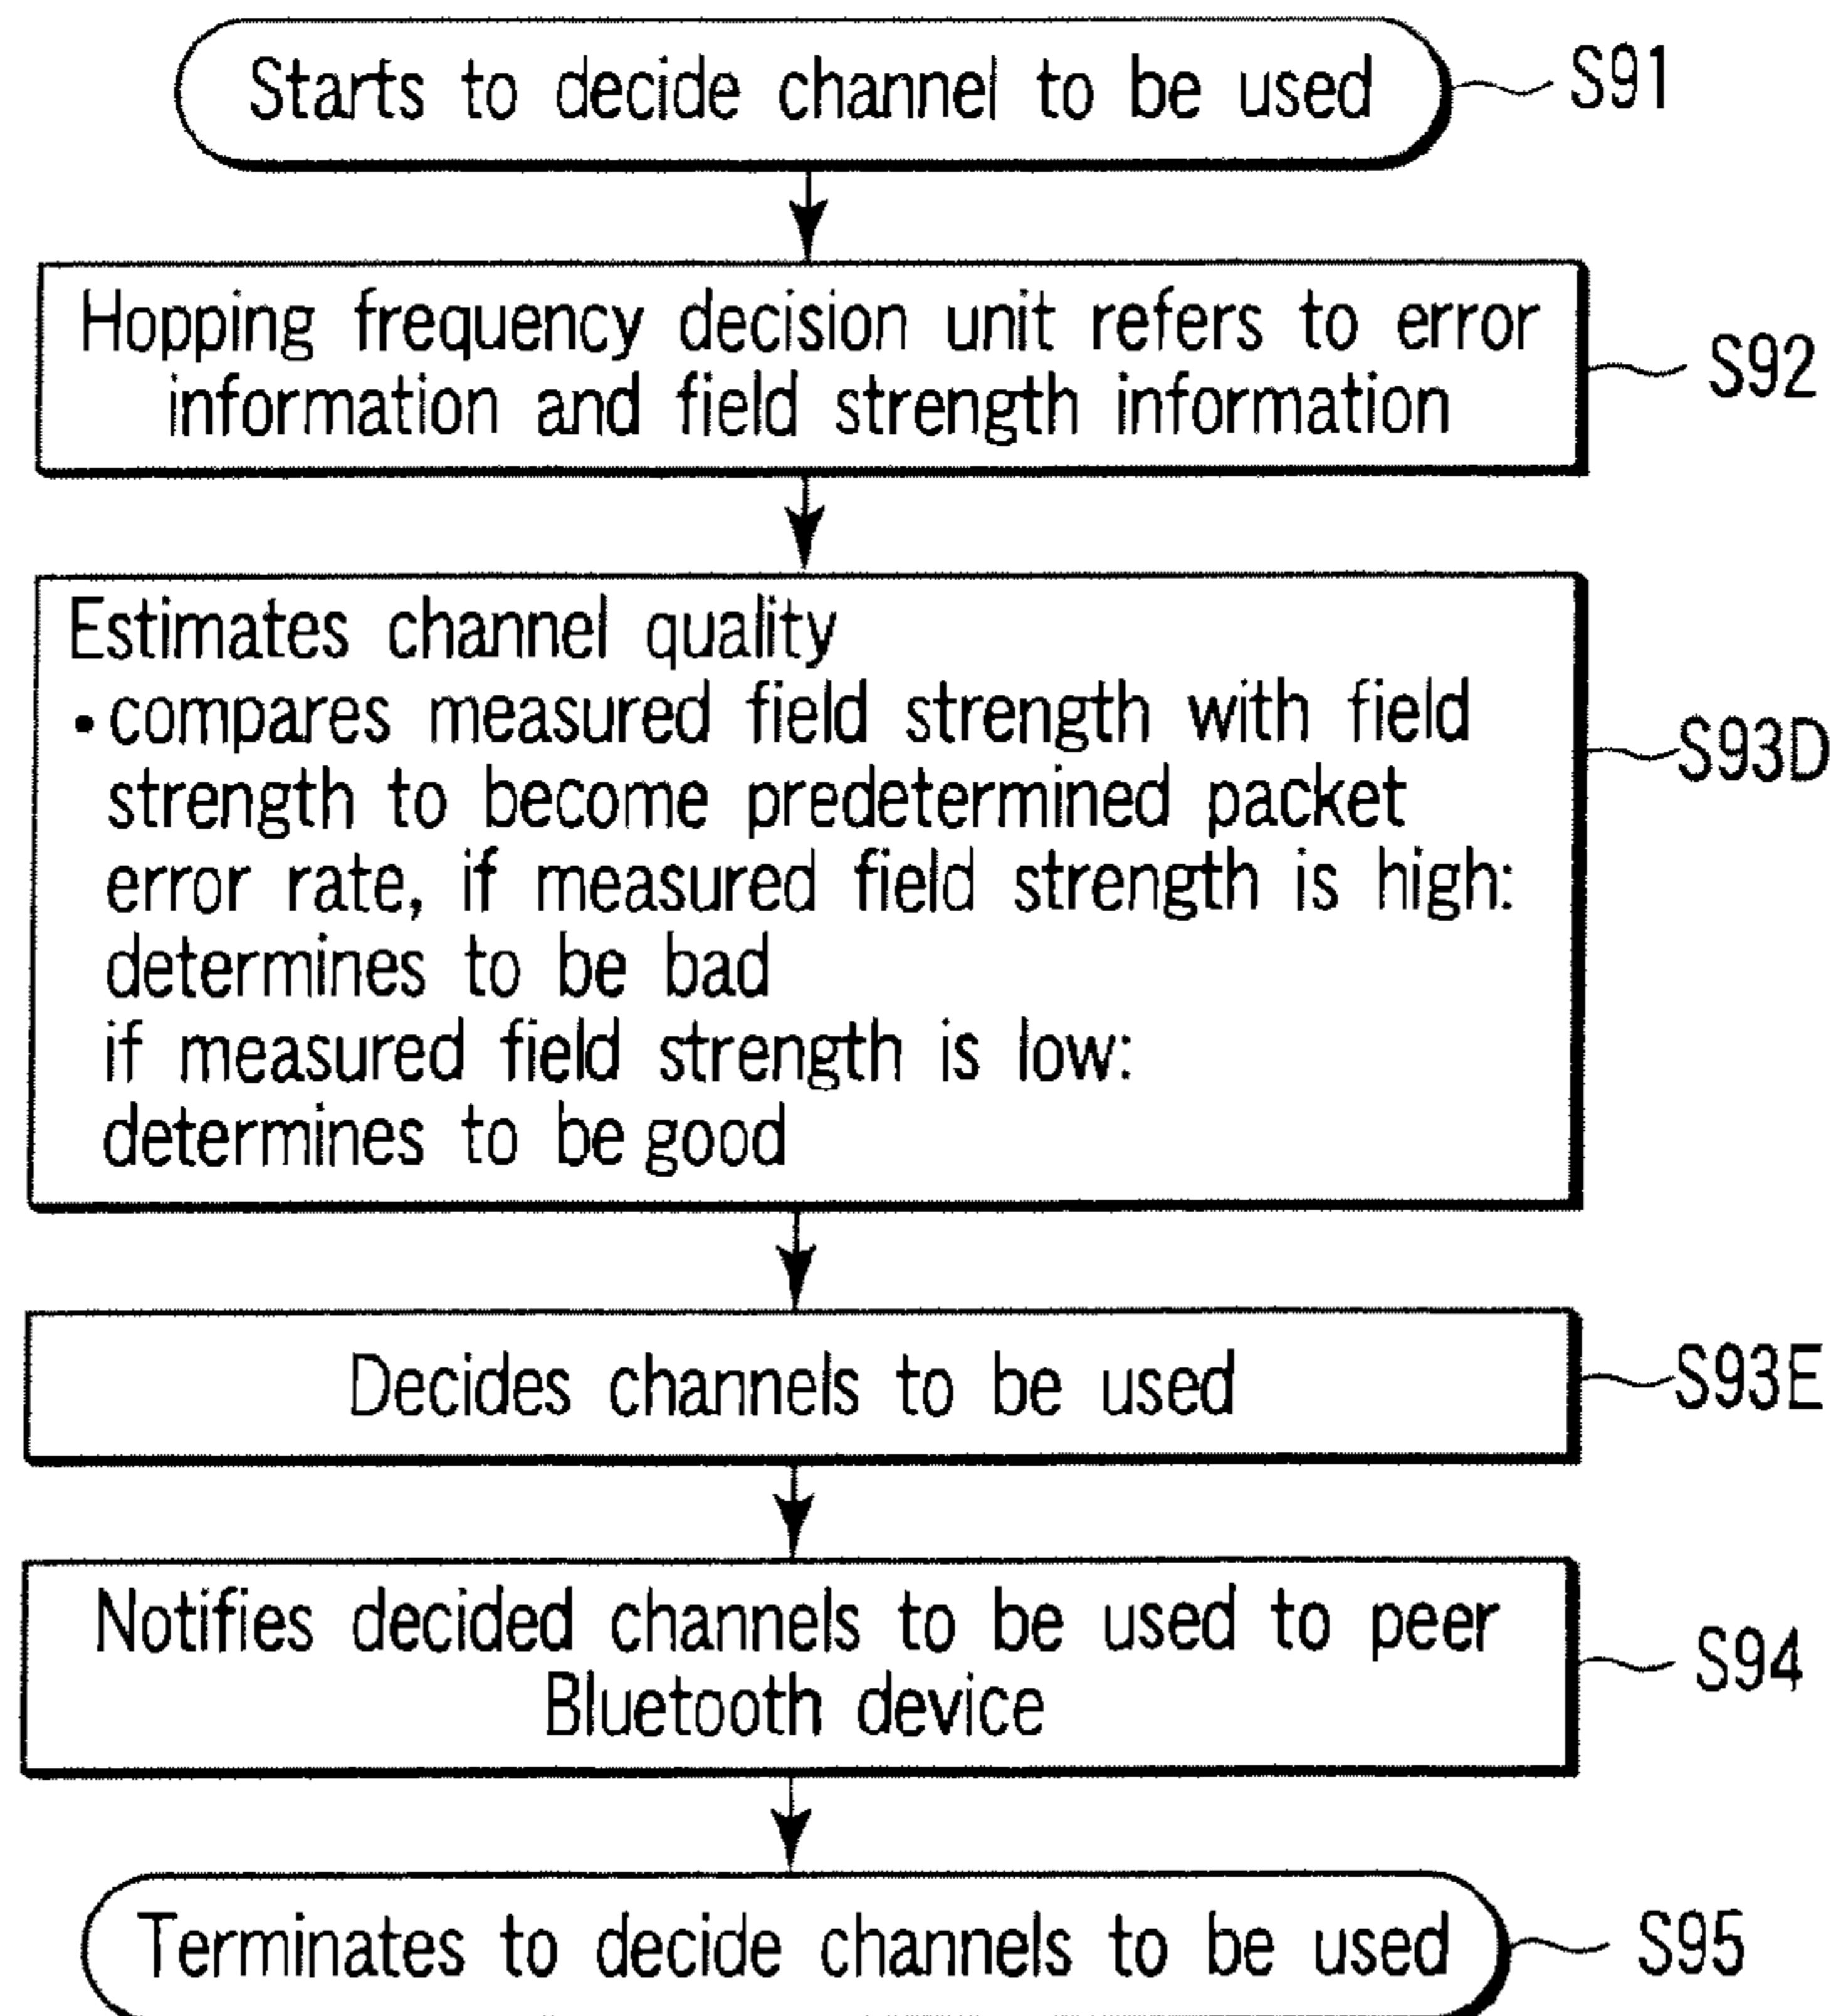 Starts to decide channel to be used
S91
Hopping frequency decision unit refers to error
information and field strength information
S92
Estimates channel quality
•compares measured field strength with field
strength to become predetermined packet
error rate, if measured field strength is high:
determines to be bad
if measured field strength is low:
determines to be good
S93D
Decides channels to be used
S93E
Notifies decided channels to be used to peer
Bluetooth device
S94
Terminates to decide channels to be used
S95